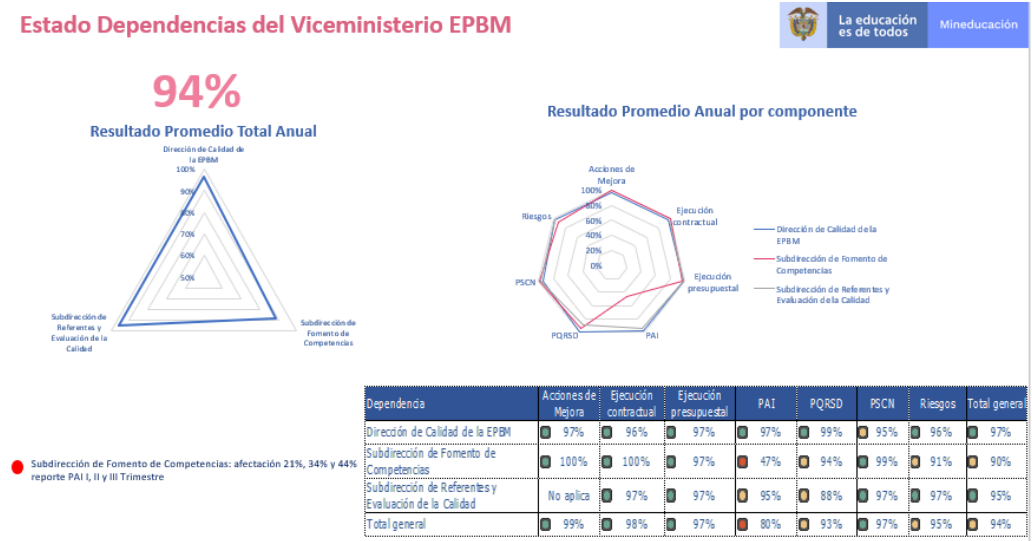 Estado Dependencias del Viceministerio EPBM
La educación
es de todos
Mineducación
94%
Resultado Promedio Total Anual
Dirección de Calidad de
la EPBM
100%
90%
80%
70%
60%
50%
Subdirección de
Referentes y
Evaluación de la
Calidad
Subdirección de
Fomento de
Competencias
Resultado Promedio Anual por componente
Acciones de
Mejora
100%
80%
60%
40%
20%
0%
Riesgos
Ejecución
contractual
PSCN
Ejecución
presupuestal
PQRSD
PAI
Dirección de Calidad de la
EPBM
Subdirección de Fomento de
Competencias
Subdirección de Referentes y
Evaluación de la Calidad
Subdirección de Fomento de Competencias: afectación 21%, 34% y 44%
reporte PAI I, II y III Trimestre
Dependencia Acciones de Mejora Ejecución contractual Ejecución presupuestal PAI PQRSD PSCN Riesgos Total general
Dirección de Calidad de la EPBM 97% 96% 97% 97% 99% 95% 96% 97%
Subdirección de Fomento de
Competencias 100% 100% 97% 47% 94% 99% 91% 90%
Subdirección de Referentes y
Evaluación de la Calidad No aplica 97% 97% 95% 88% 97% 97% 95%
Total general 99% 98% 97% 80% 93% 97% 95% 94%